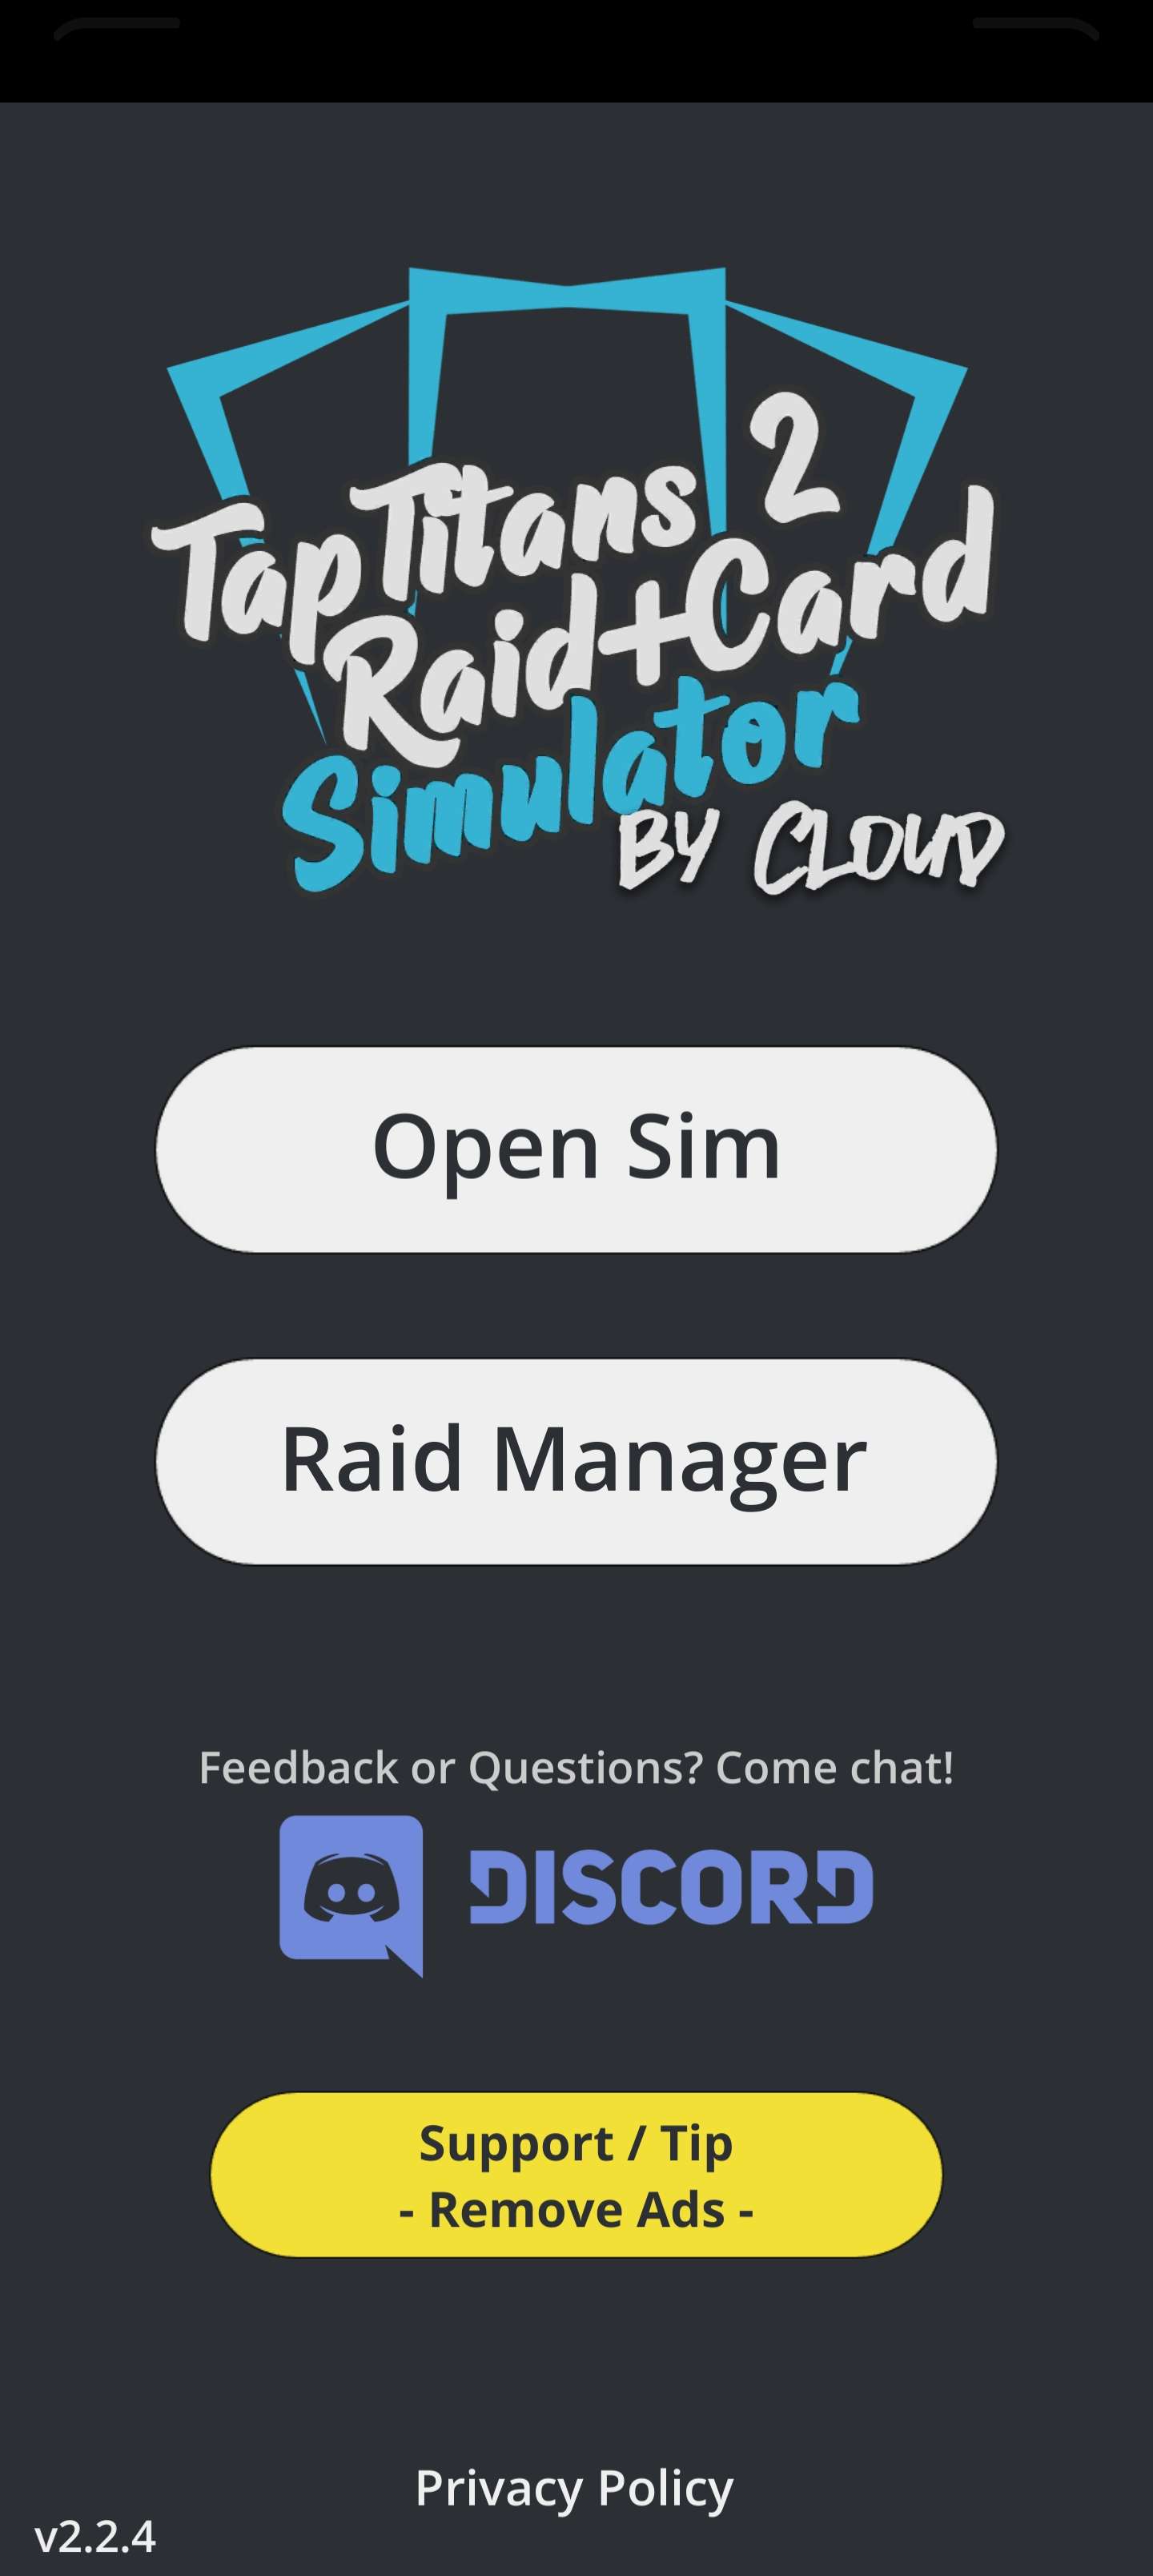 TapTitans 2
Raid+Card
Simulator
BY CLOUD
Open Sim
Raid Manager
Feedback or Questions? Come chat!
DISCORD
Support / Tip
- Remove Ads -
Privacy Policy
v2.2.4